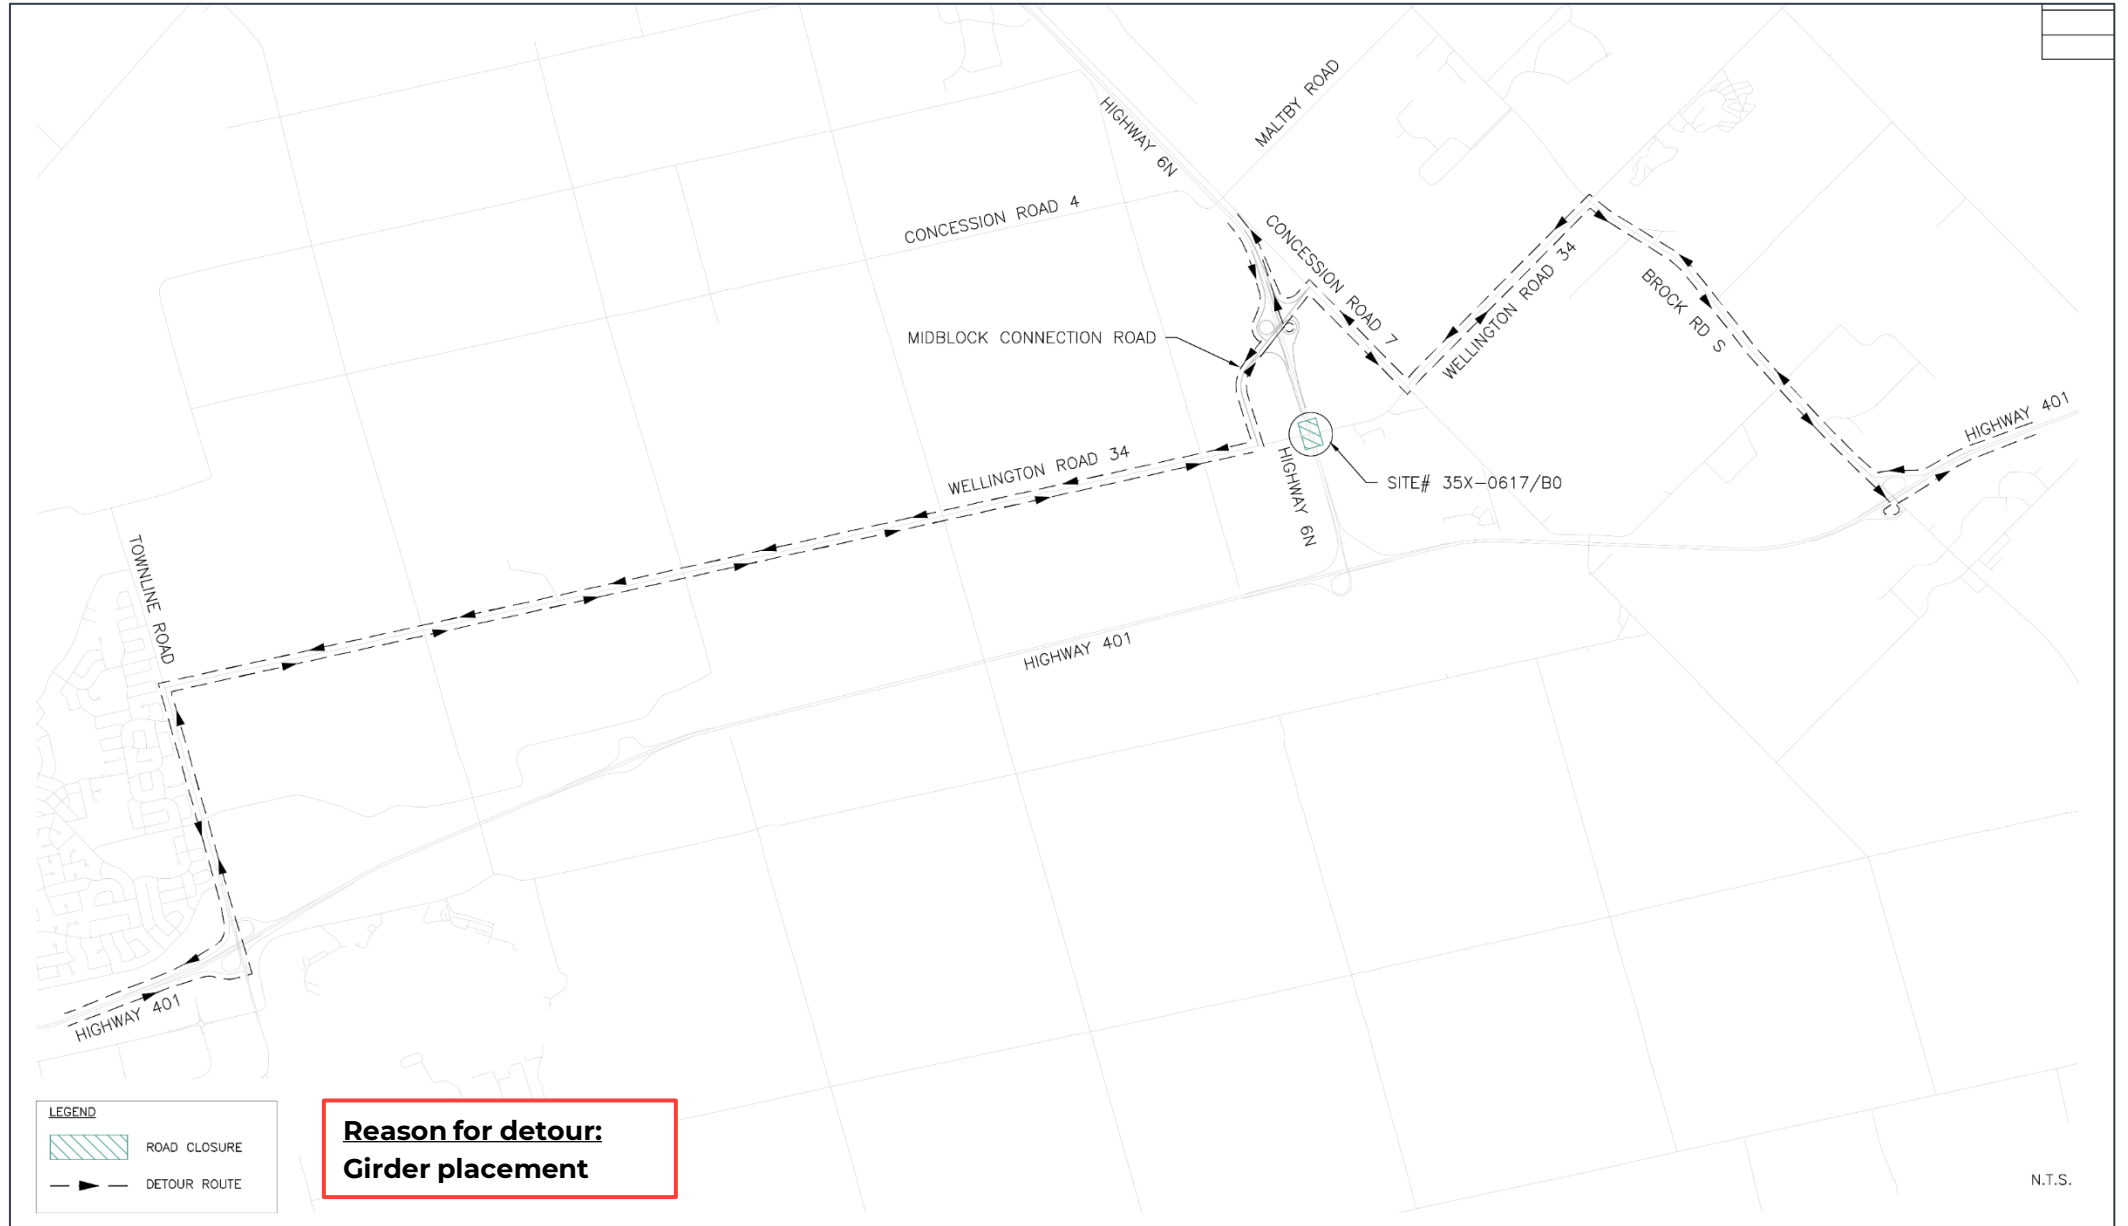 MALTBY ROAD
HIGHWAY 6N
CONCESSION ROAD 4
CONCESSION ROAD 7
WELLINGTON ROAD 34
BROCK RD S
MIDBLOCK CONNECTION ROAD
HIGHWAY 401
WELLINGTON ROAD 34
HIGHWAY 6N
SITE# 35X-0617/B0
TOWNLINE ROAD
HIGHWAY 401
HIGHWAY 401
LEGEND
ROAD CLOSURE
DETOUR ROUTE
Reason for detour:
Girder placement
N.T.S.